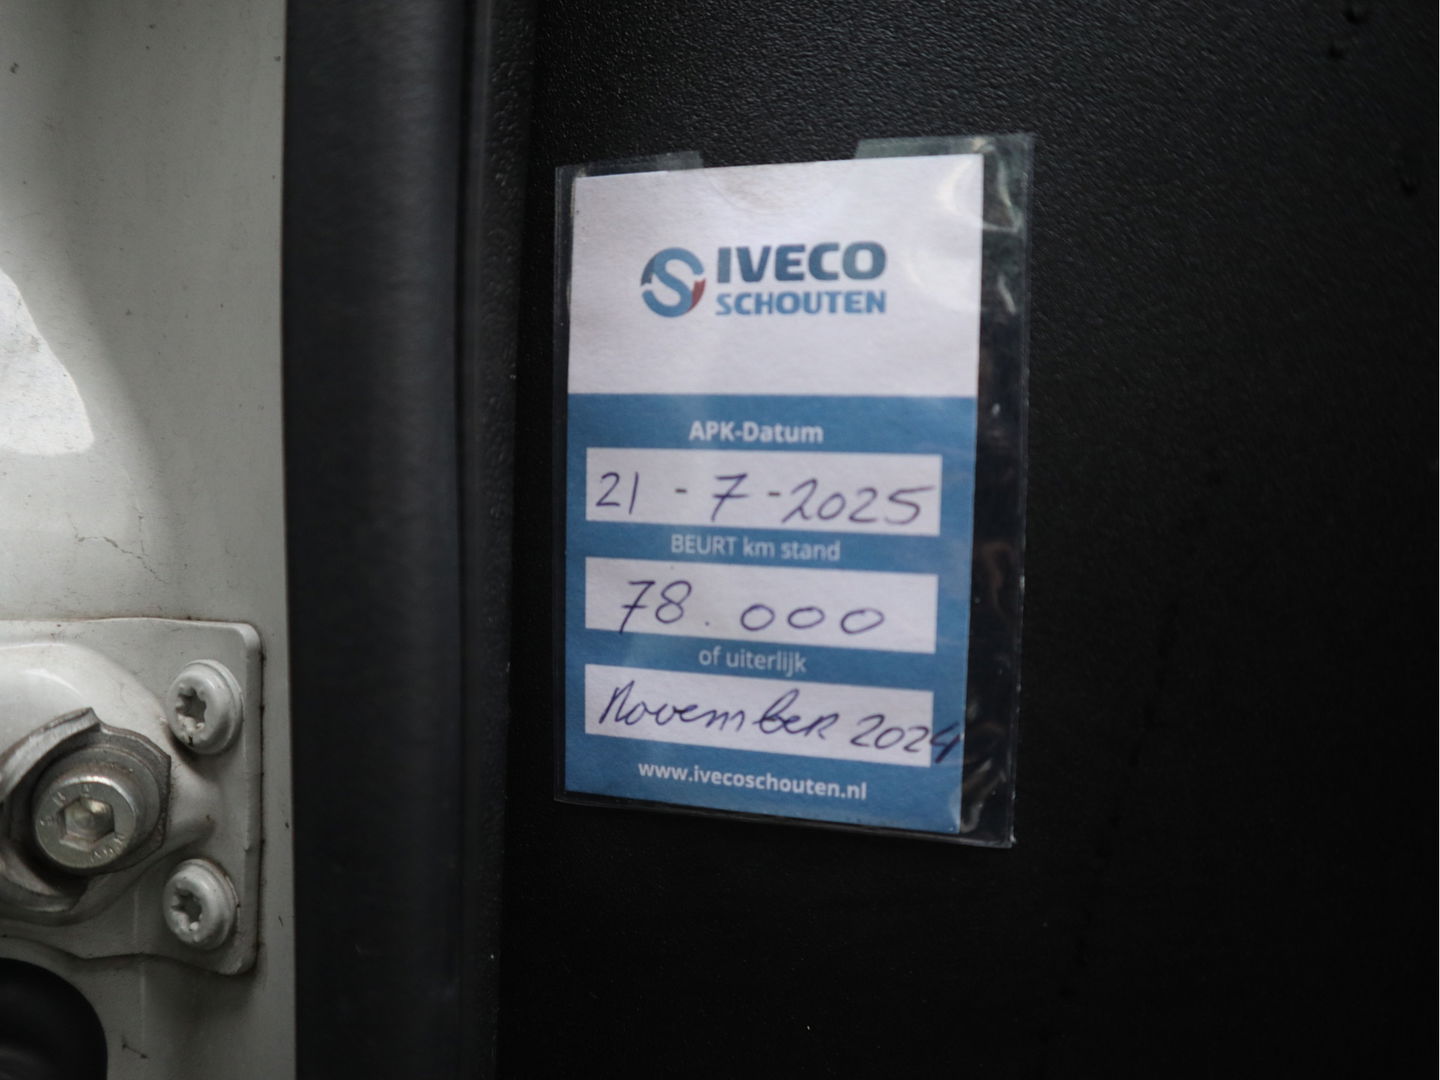 IVECO
SCHOUTEN
APK-Datum
21 - 7 - 2025
BEURT km stand
78.000
of uiterlijk
November 2024
www.ivecoschouten.nl